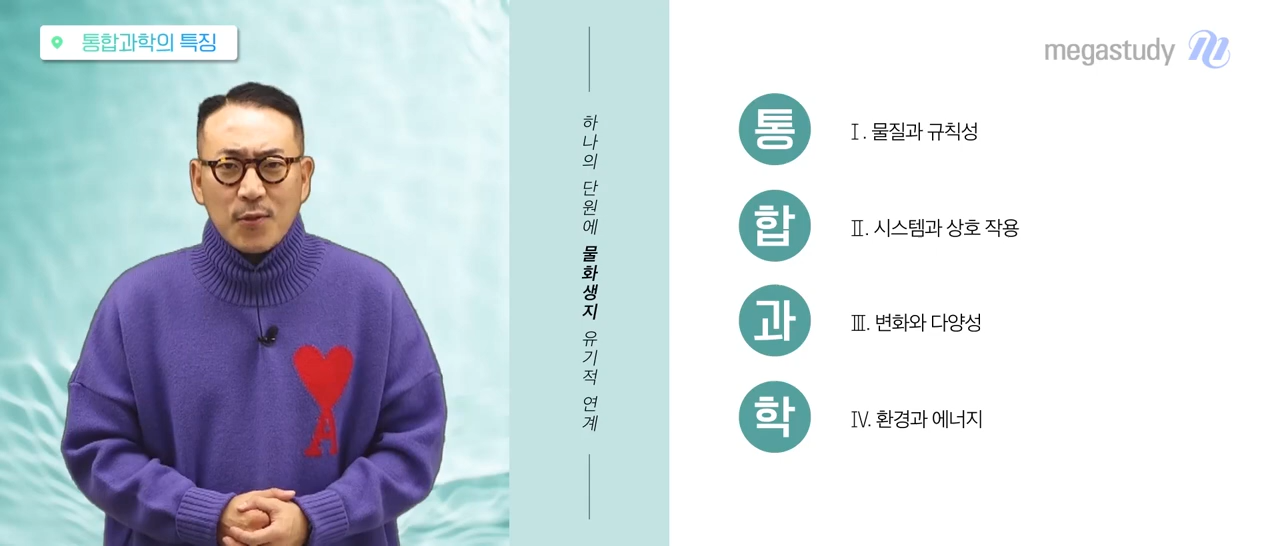 통합과학의 특징
하나의 단원에 물화생지 유기적 연계
megastudy
통
Ⅰ. 물질과 규칙성
합
Ⅱ. 시스템과 상호 작용
과
Ⅲ. 변화와 다양성
학
Ⅳ. 환경과 에너지
A